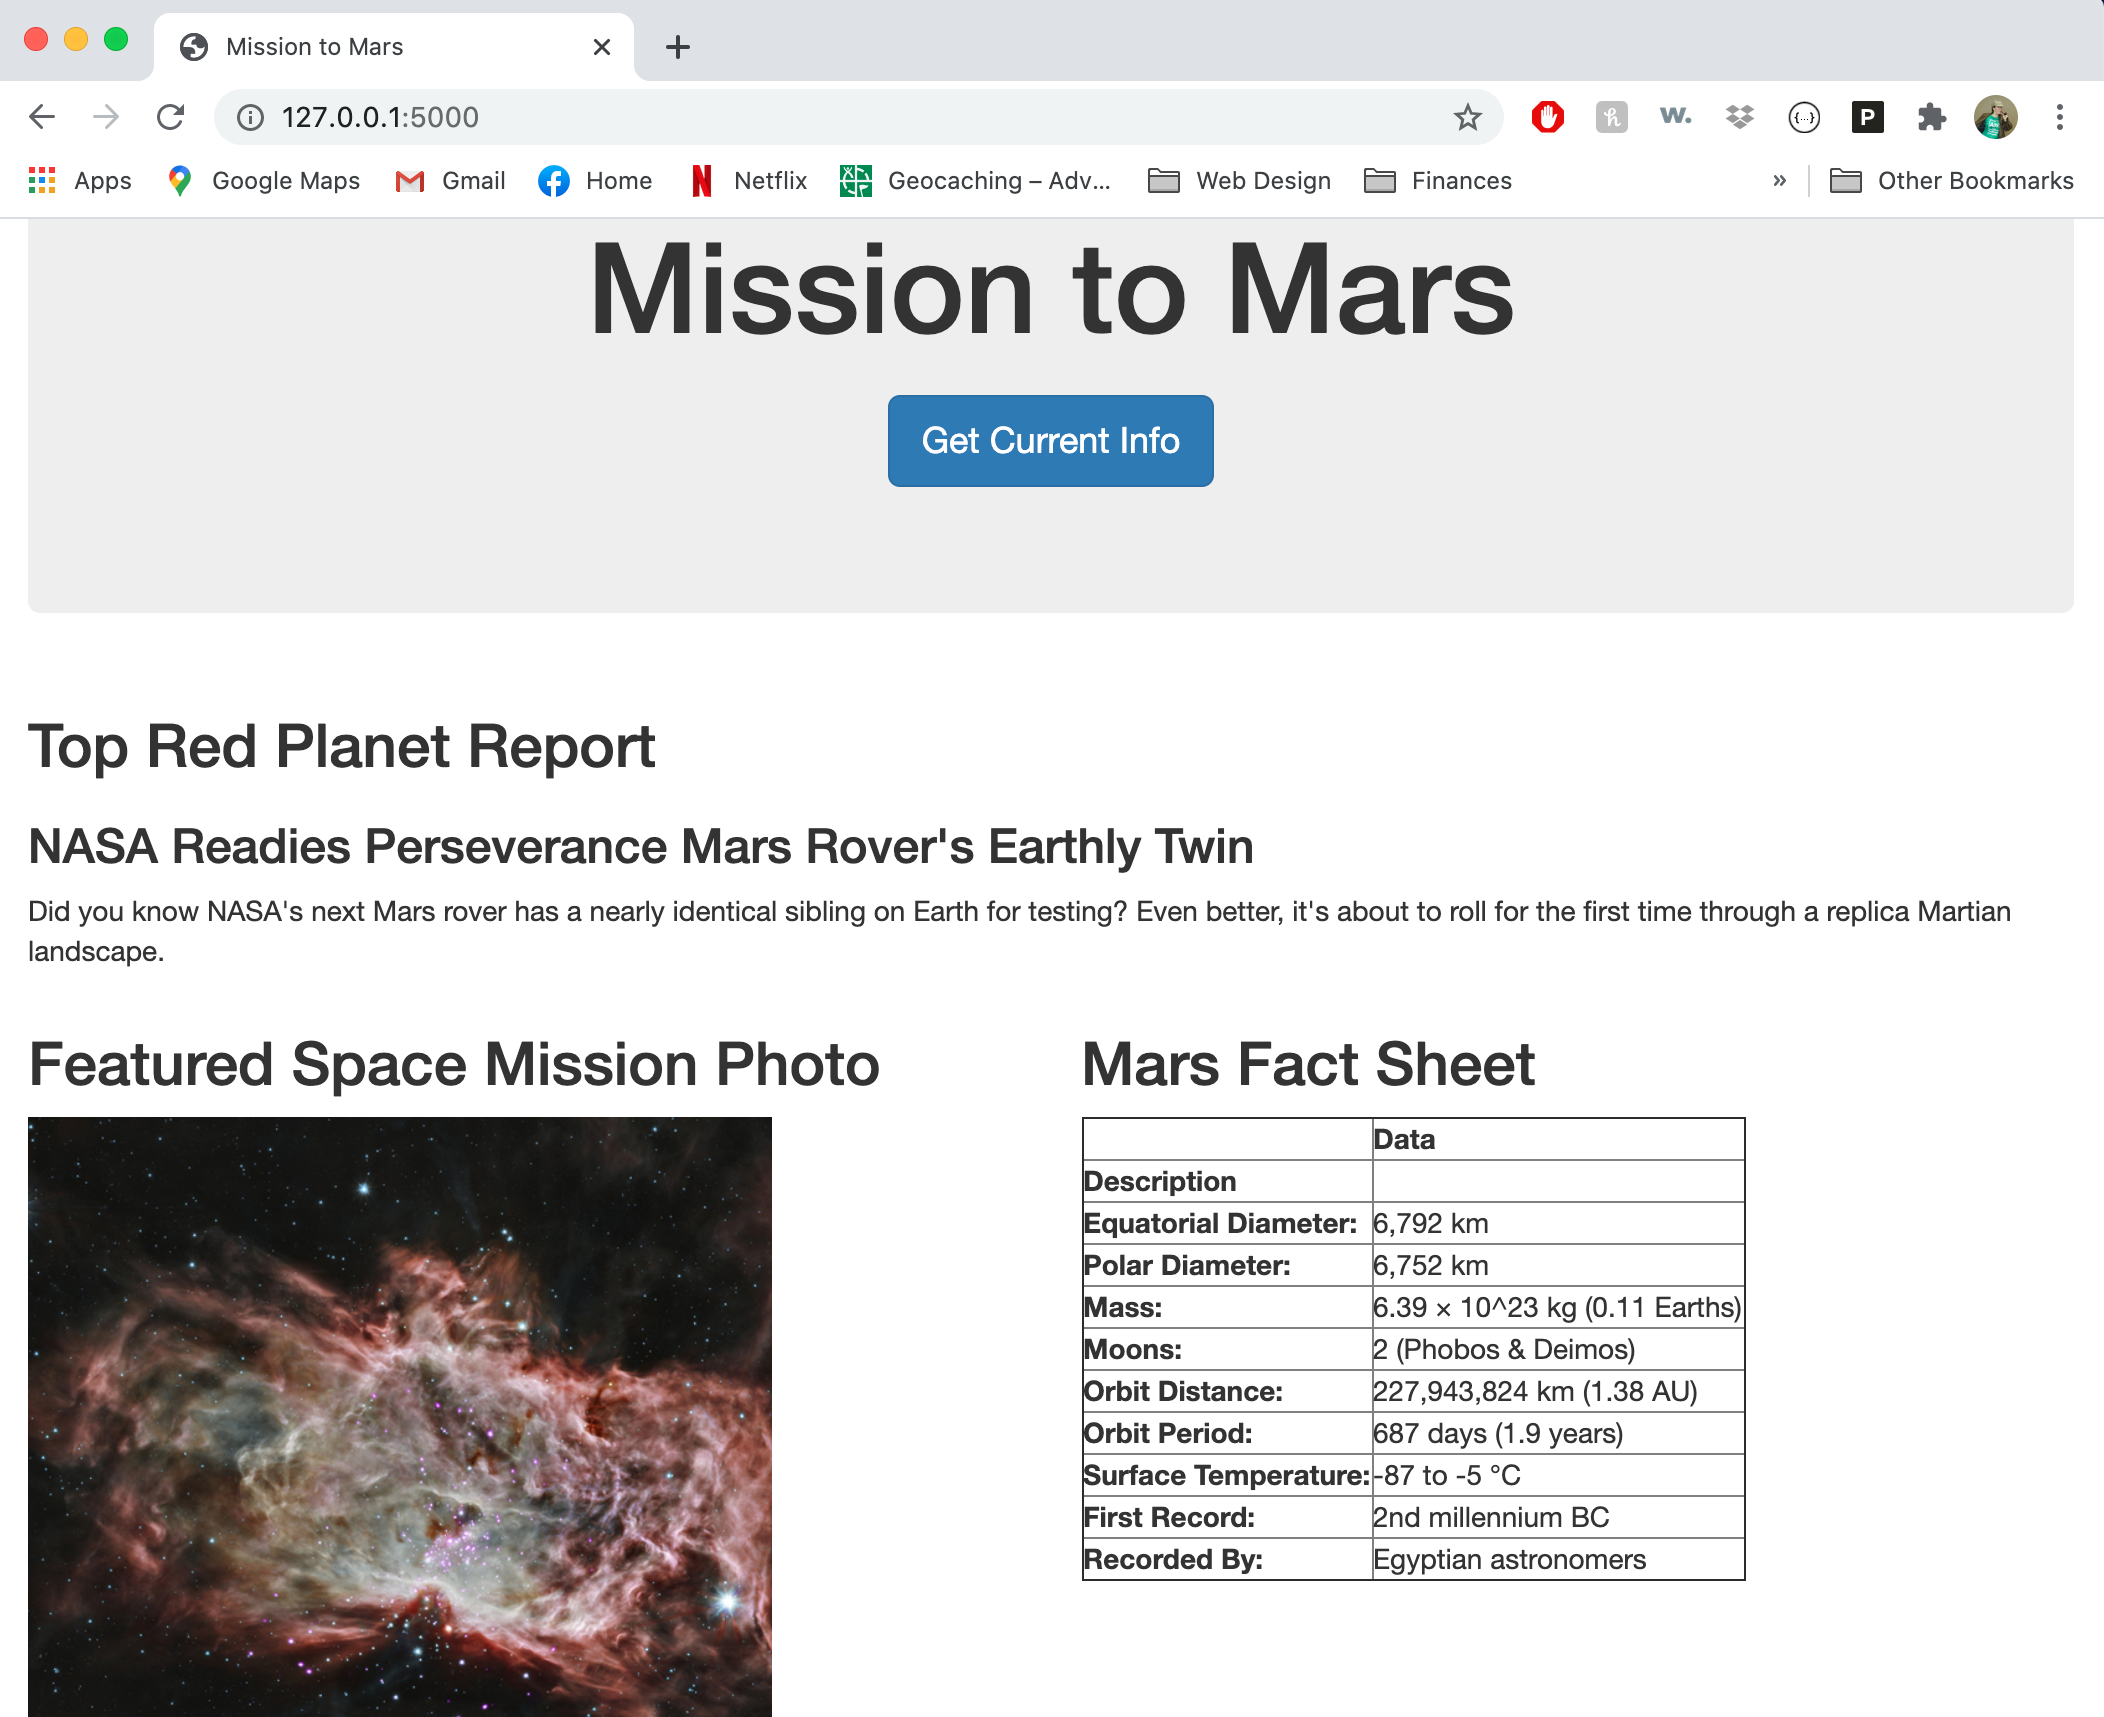 Mission to Mars
127.0.0.1:5000
Apps Google Maps Gmail Home Netflix Geocaching – Adv... Web Design Finances » Other Bookmarks
Mission to Mars
Get Current Info
Top Red Planet Report
NASA Readies Perseverance Mars Rover's Earthly Twin
Did you know NASA's next Mars rover has a nearly identical sibling on Earth for testing? Even better, it's about to roll for the first time through a replica Martian
landscape.
Featured Space Mission Photo
Mars Fact Sheet
Data
Description
Equatorial Diameter: 6,792 km
Polar Diameter: 6,752 km
Mass: 6.39 × 10^23 kg (0.11 Earths)
Moons: 2 (Phobos & Deimos)
Orbit Distance: 227,943,824 km (1.38 AU)
Orbit Period: 687 days (1.9 years)
Surface Temperature: -87 to -5 °C
First Record: 2nd millennium BC
Recorded By: Egyptian astronomers